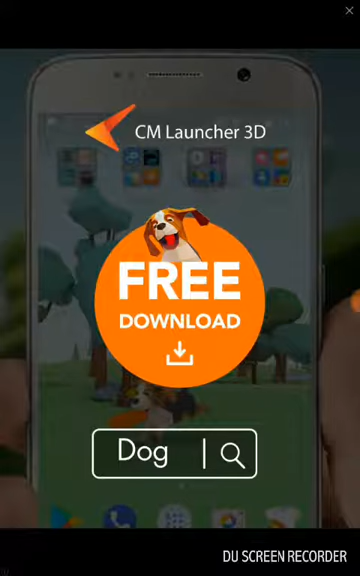 CM Launcher 3D
FREE
DOWNLOAD
Dog
DU SCREEN RECORDER